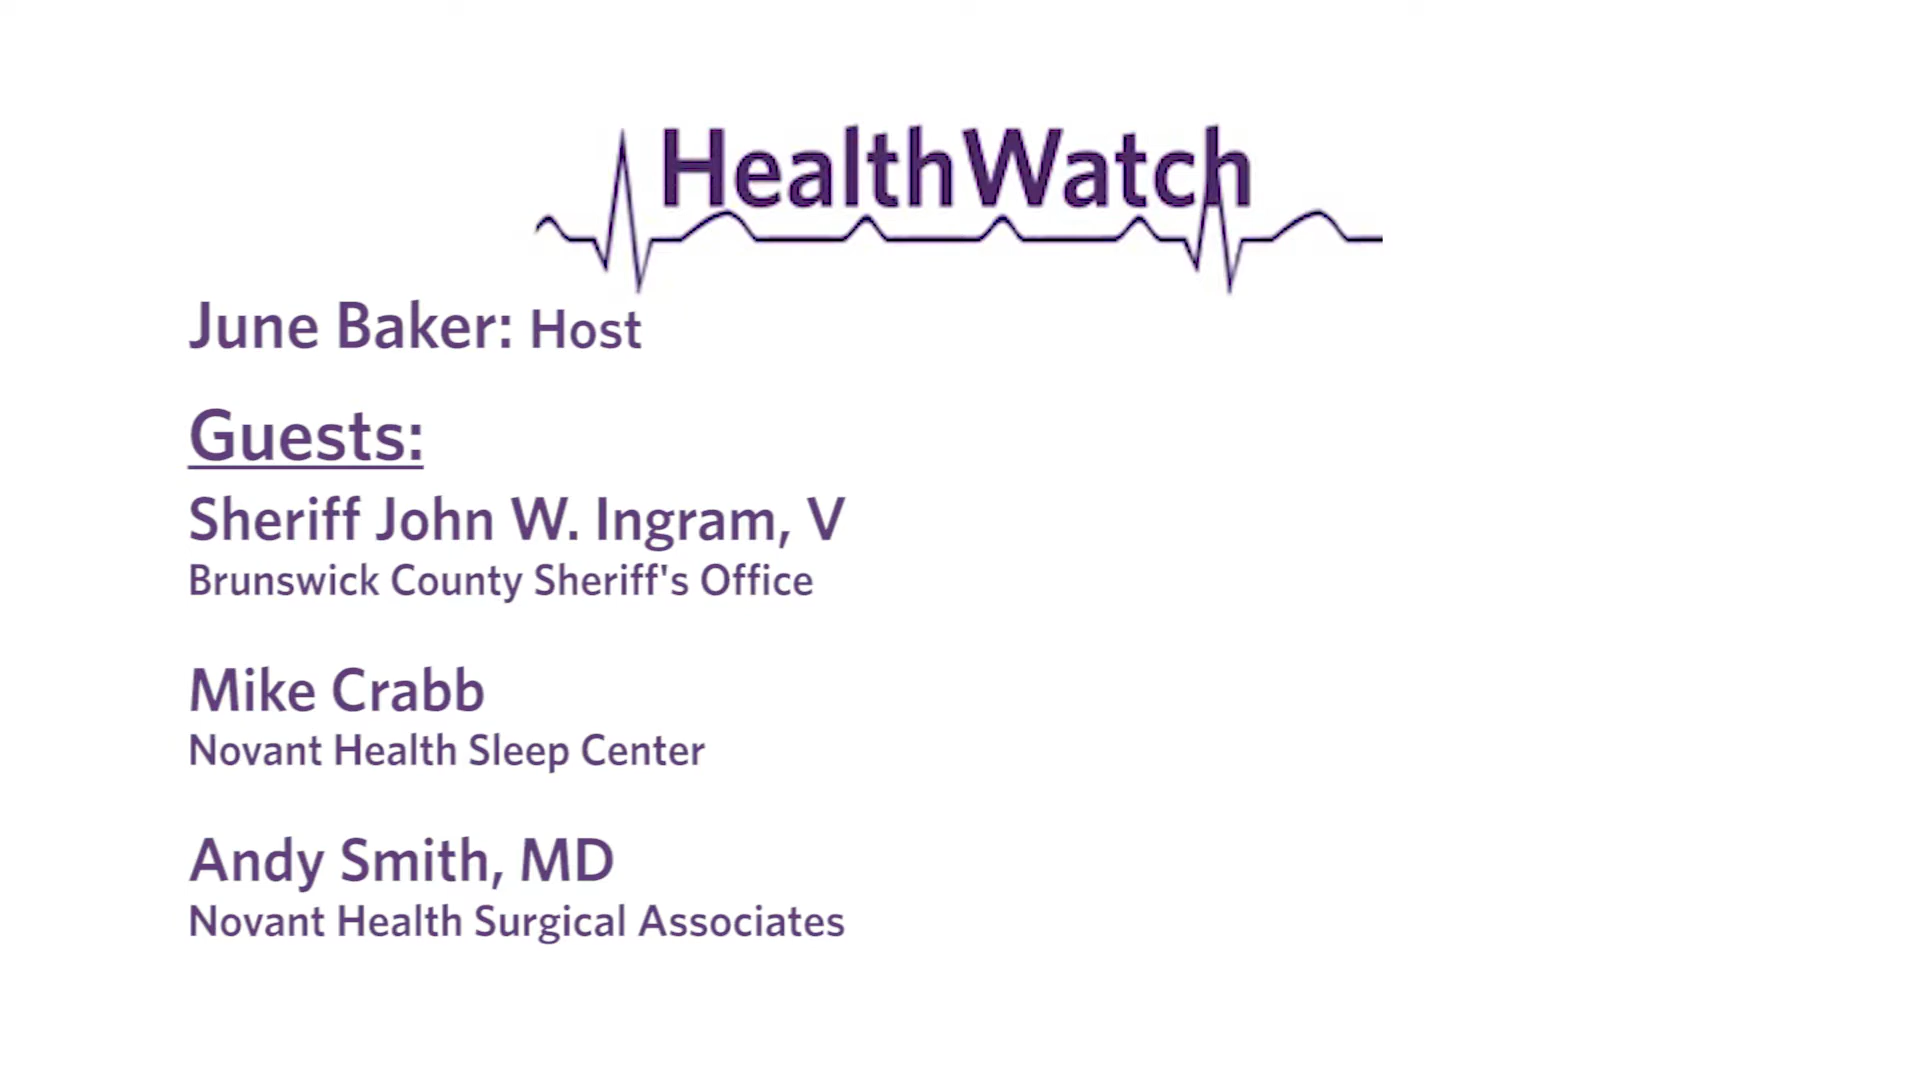 HealthWatch
June Baker: Host
Guests:
Sheriff John W. Ingram, V
Brunswick County Sheriff's Office
Mike Crabb
Novant Health Sleep Center
Andy Smith, MD
Novant Health Surgical Associates